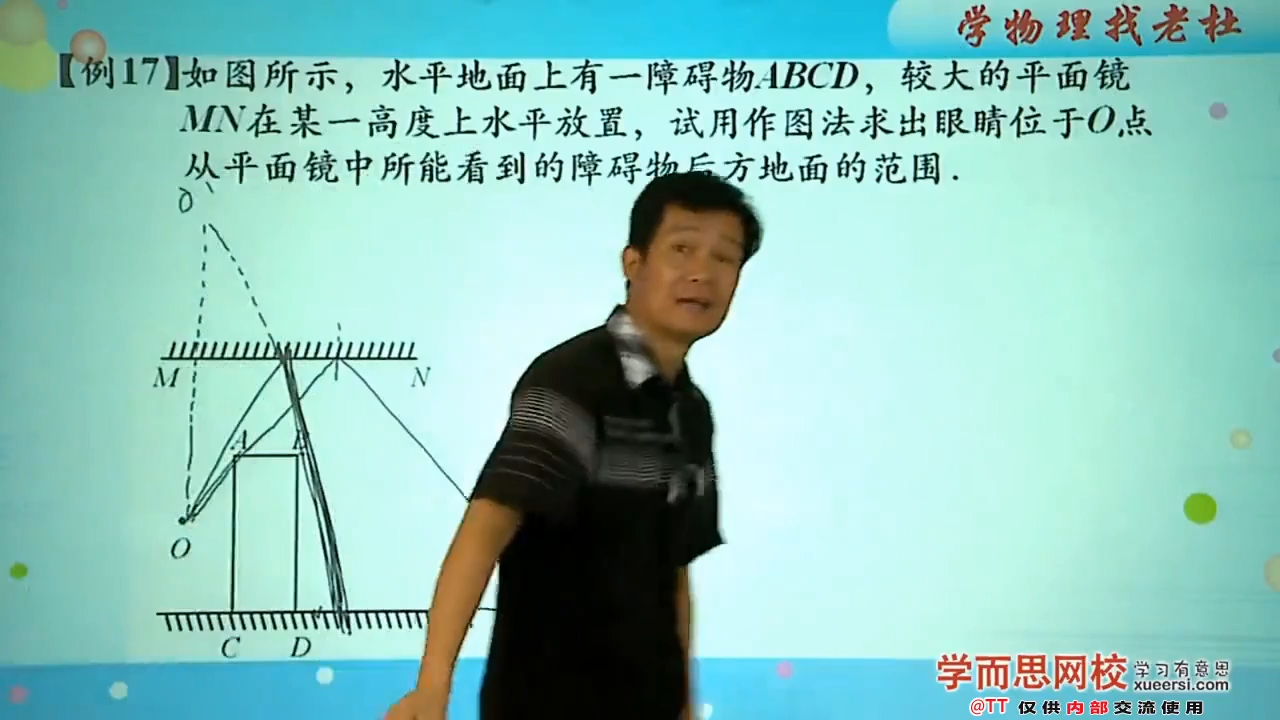 学物理找老杜
【例17】如图所示，水平地面上有一障碍物ABCD，较大的平面镜
MN在某一高度上水平放置，试用作图法求出眼睛位于O点
从平面镜中所能看到的障碍物后方地面的范围．
O'
M
N
A
O
C
D
学而思网校
学习有意思
xueersi.com
@TT 仅供内部交流使用